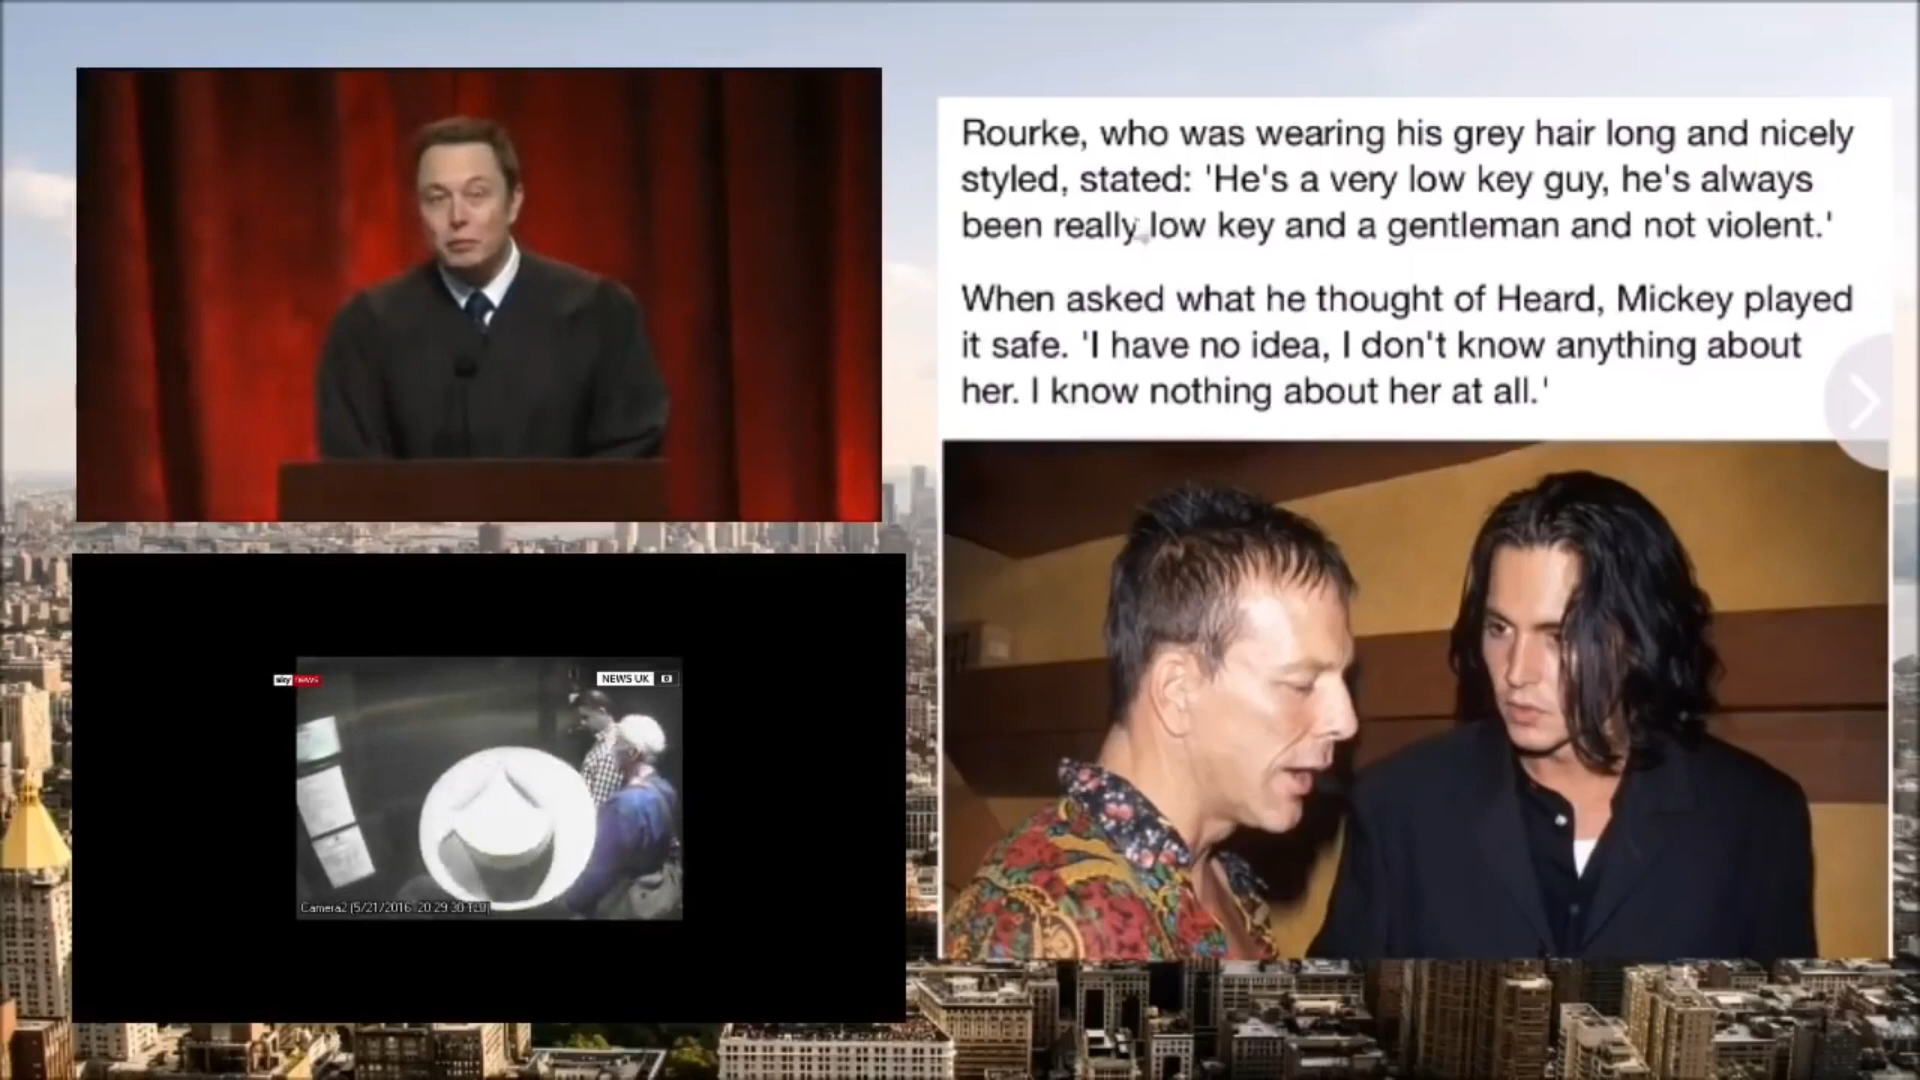 Rourke, who was wearing his grey hair long and nicely
styled, stated: 'He's a very low key guy, he's always
been really low key and a gentleman and not violent.'
When asked what he thought of Heard, Mickey played
it safe. 'I have no idea, I don't know anything about
her. I know nothing about her at all.'
sky news
NEWS UK
Camera2 [5/21/2016 20:29:30